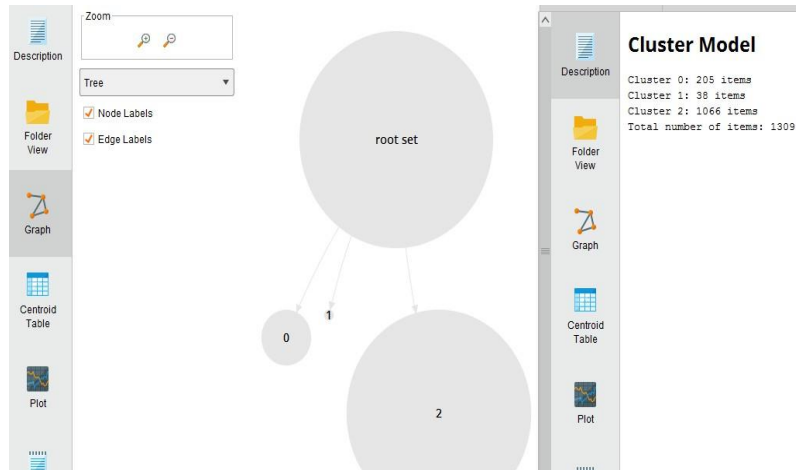 Zoom
Description
Tree
Node Labels
Edge Labels
Folder
View
Graph
Centroid
Table
Plot
root set
0
1
2
Description
Folder
View
Graph
Centroid
Table
Plot
Cluster Model
Cluster 0: 205 items
Cluster 1: 38 items
Cluster 2: 1066 items
Total number of items: 1309